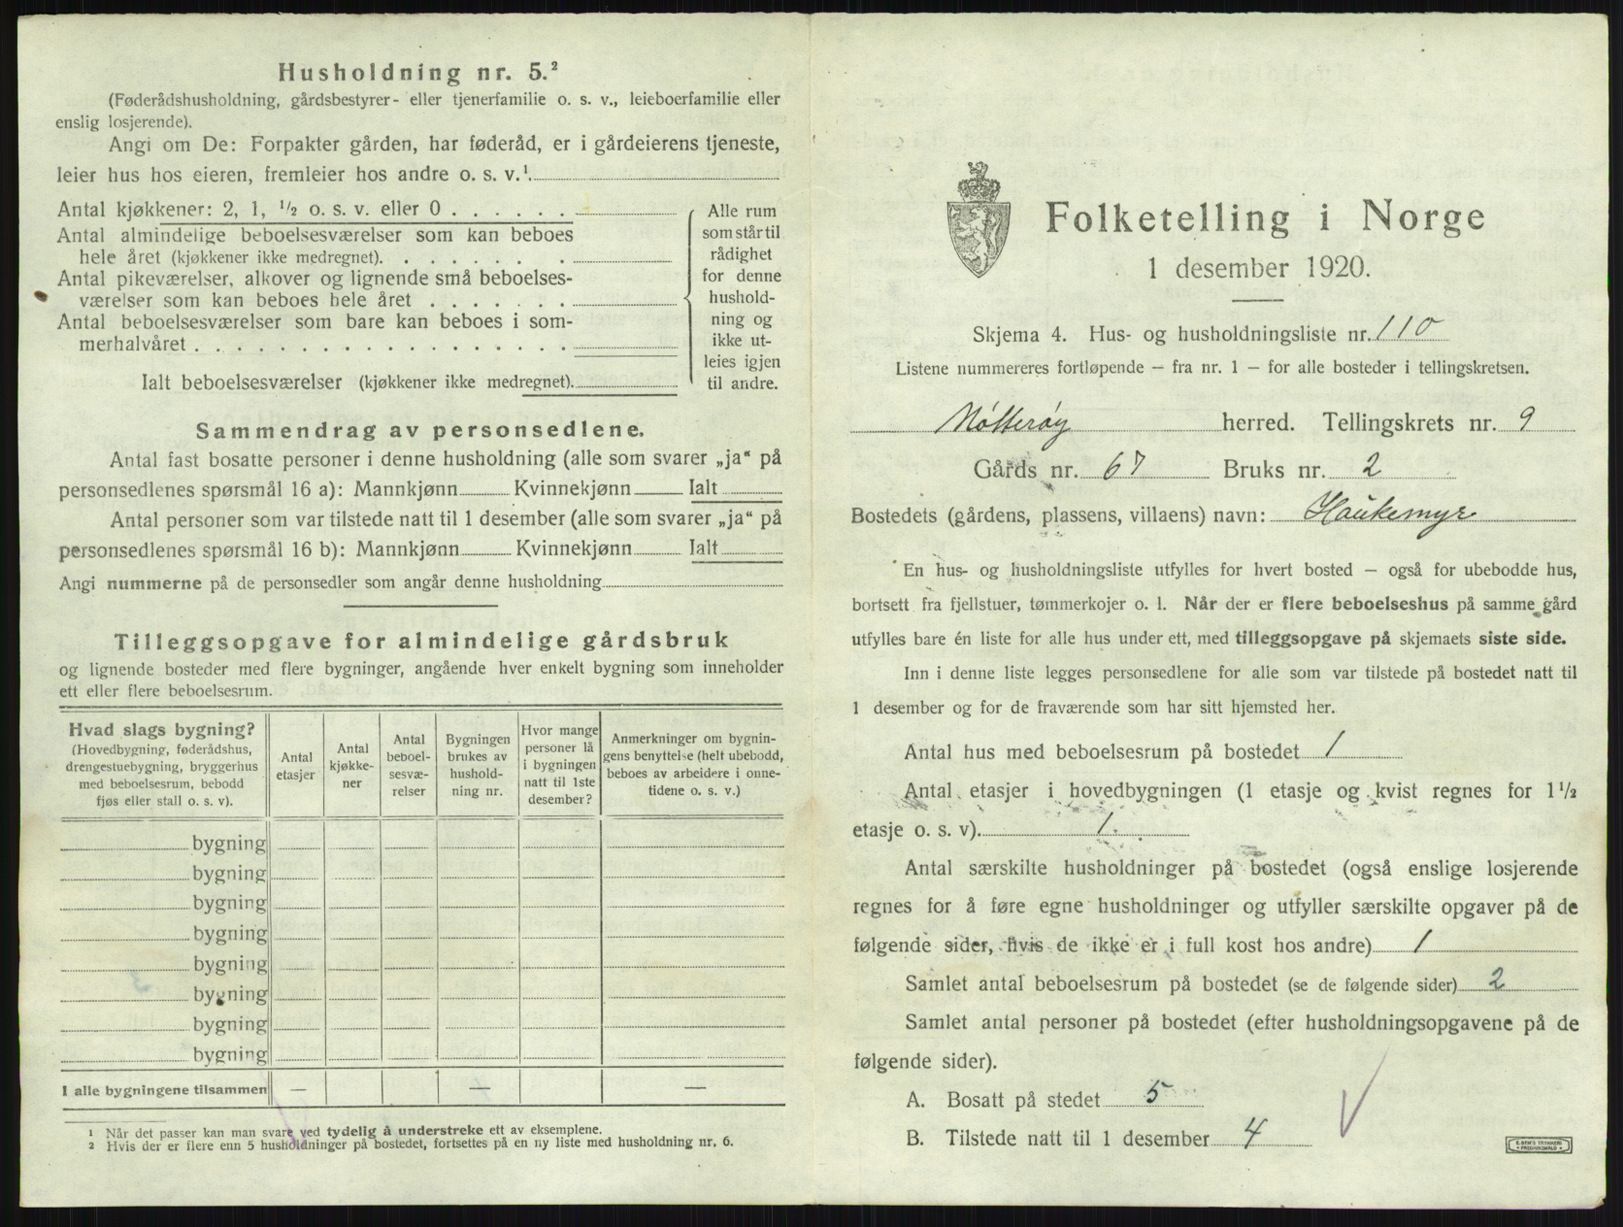 Husholdning nr. 5.²
(Føderådshusholdning, gårdsbestyrer- eller tjenerfamilie o. s. v., leieboerfamilie eller
enslig losjerende).
Angi om De: Forpakter gården, har føderåd, er i gårdeierens tjeneste,
leier hus hos eieren, fremleier hos andre o. s. v.¹.
Antal kjøkkener: 2, 1, ½ o. s. v. eller 0 . . . . . .
Antal almindelige beboelsesværelser som kan beboes
hele året (kjøkkener ikke medregnet). . . . . . . .
Antal pikeværelser, alkover og lignende små beboelses-
værelser som kan beboes hele året . . . . . . .
Antal beboelsesværelser som bare kan beboes i som-
merhalvåret . . . . . . . . . . . . . . . . . .
Ialt beboelsesværelser (kjøkkener ikke medregnet).
Alle rum
som står til
rådighet
for denne
hushold-
ning og
ikke ut-
leies igjen
til andre.
Sammendrag av personsedlene.
Antal fast bosatte personer i denne husholdning (alle som svarer „ja“ på
personsedlenes spørsmål 16 a): Mannkjønn Kvinnekjønn Ialt
Antal personer som var tilstede natt til 1 desember (alle som svarer „ja“ på
personsedlenes spørsmål 16 b): Mannkjønn Kvinnekjønn Ialt
Angi nummerne på de personsedler som angår denne husholdning
Tilleggsopgave for almindelige gårdsbruk
og lignende bosteder med flere bygninger, angående hver enkelt bygning som inneholder
ett eller flere beboelsesrum.
Hvad slags bygning?
(Hovedbygning, føderådshus,
drengestuebygning, bryggerhus
med beboelsesrum, bebodd
fjøs eller stall o. s. v).
Antal
etasjer
Antal
kjøkke-
ner
Antal
beboel-
sesvæ-
relser
Bygningen
brukes av
hushold-
ning nr.
Hvor mange
personer lå
i bygningen
natt til 1ste
desember?
Anmerkninger om bygnin-
gens benyttelse (helt ubebodd,
beboes av arbeidere i onne-
tidene o. s. v.)
bygning
bygning
bygning
bygning
bygning
bygning
bygning
bygning
I alle bygningene tilsammen — — —
¹ Når det passer kan man svare ved tydelig å understreke ett av eksemplene.
² Hvis der er flere enn 5 husholdninger på bostedet, fortsettes på en ny liste med husholdning nr. 6.
Folketelling i Norge
1 desember 1920.
Skjema 4. Hus- og husholdningsliste nr. 110
Listene nummereres fortløpende — fra nr. 1 — for alle bosteder i tellingskretsen.
Nøtterøy herred. Tellingskrets nr. 9
Gårds nr. 67 Bruks nr. 2
Bostedets (gårdens, plassens, villaens) navn: Haukemyr
En hus- og husholdningsliste utfylles for hvert bosted — også for ubebodde hus,
bortsett fra fjellstuer, tømmerkojer o. l. Når der er flere beboelseshus på samme gård
utfylles bare én liste for alle hus under ett, med tilleggsopgave på skjemaets siste side.
Inn i denne liste legges personsedlene for alle som var tilstede på bostedet natt til
1 desember og for de fraværende som har sitt hjemsted her.
Antal hus med beboelsesrum på bostedet 1
Antal etasjer i hovedbygningen (1 etasje og kvist regnes for 1½
etasje o. s. v). 1.
Antal særskilte husholdninger på bostedet (også enslige losjerende
regnes for å føre egne husholdninger og utfyller særskilte opgaver på de
følgende sider, hvis de ikke er i full kost hos andre) 1
Samlet antal beboelsesrum på bostedet (se de følgende sider) 2
Samlet antal personer på bostedet (efter husholdningsopgavene på de
følgende sider).
A. Bosatt på stedet 5
B. Tilstede natt til 1 desember 4